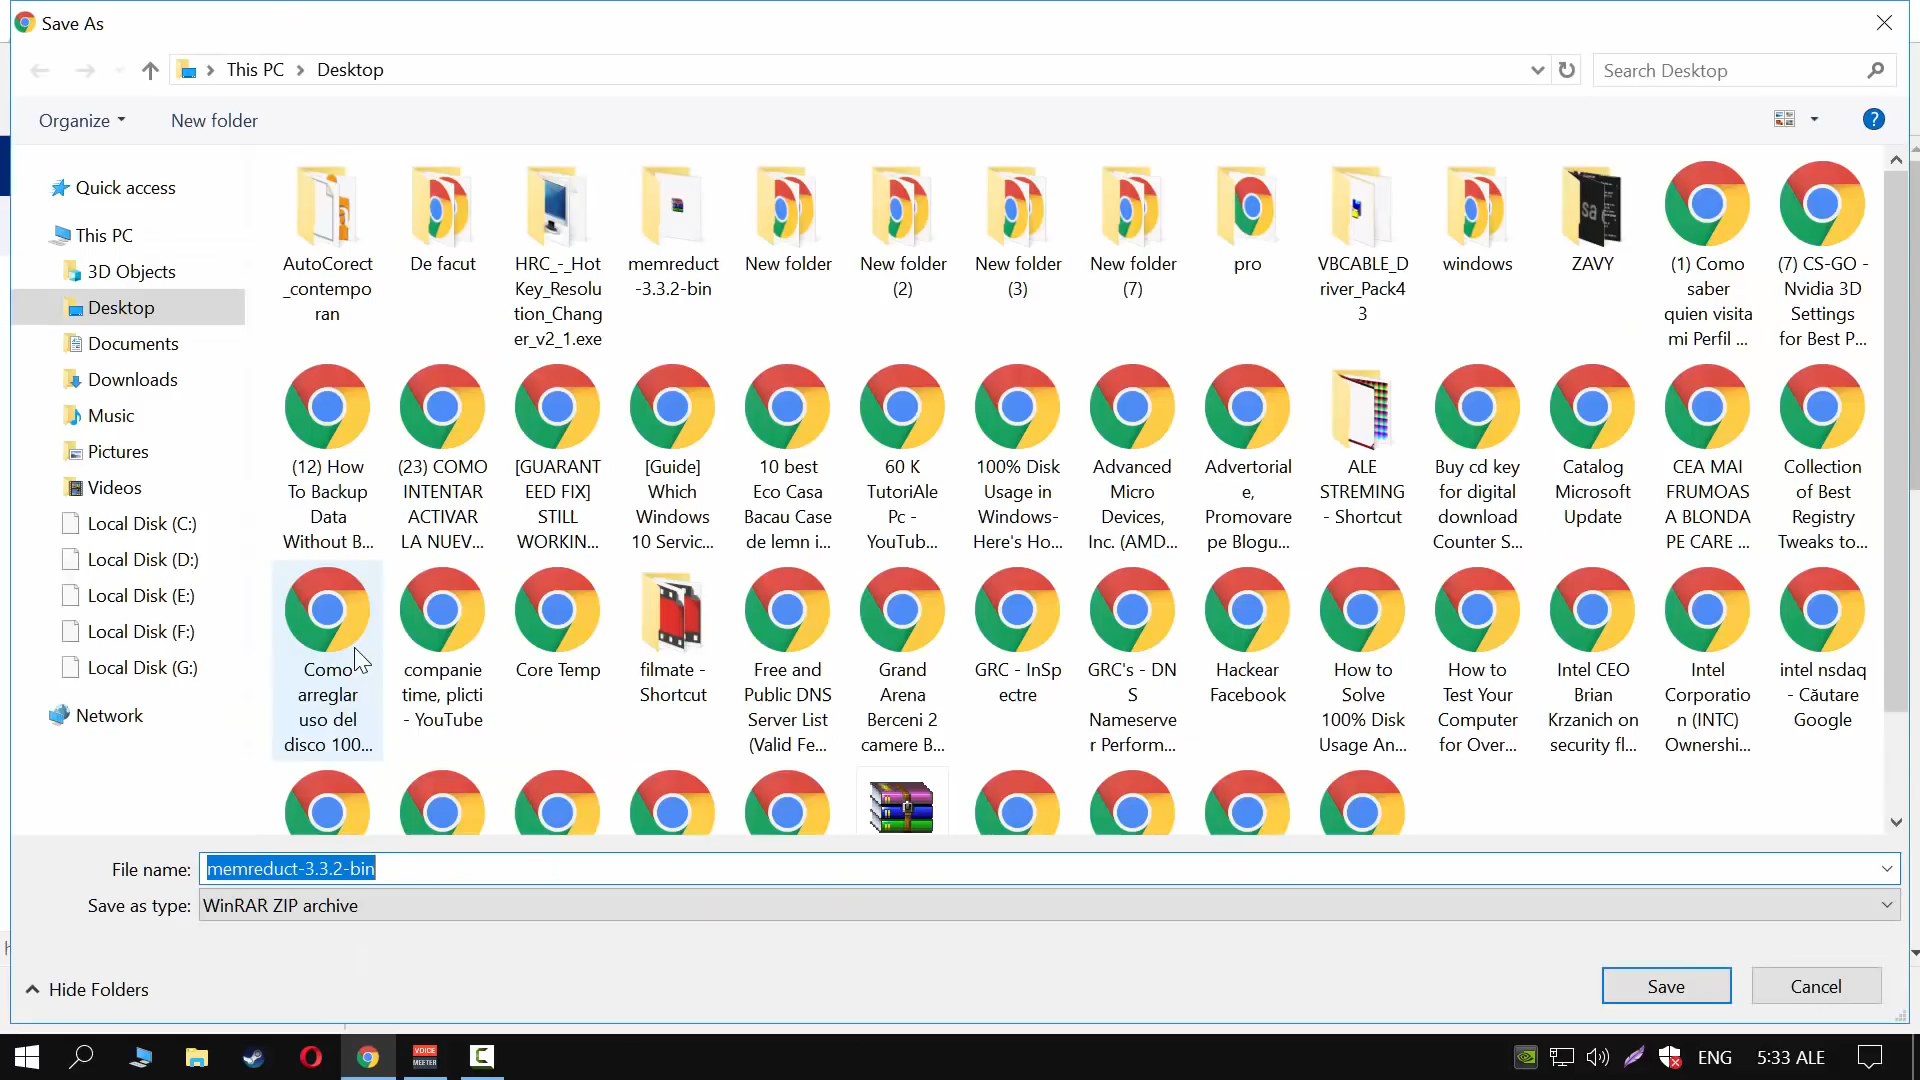 Save As
This PC
Desktop
Search Desktop
Organize
New folder
?
Quick access
This PC
3D Objects
Desktop
Documents
Downloads
Music
Pictures
Videos
Local Disk (C:)
Local Disk (D:)
Local Disk (E:)
Local Disk (F:)
Local Disk (G:)
Network
AutoCorect
_contempo
ran
De facut
HRC_-_Hot
Key_Resolu
tion_Chang
er_v2_1.exe
memreduct
-3.3.2-bin
New folder
New folder
(2)
New folder
(3)
New folder
(7)
pro
VBCABLE_D
river_Pack4
3
windows
ZAVY
(1) Como
saber
quien visita
mi Perfil ...
(7) CS-GO -
Nvidia 3D
Settings
for Best P...
(12) How
To Backup
Data
Without B...
(23) COMO
INTENTAR
ACTIVAR
LA NUEV...
[GUARANT
EED FIX]
STILL
WORKIN...
[Guide]
Which
Windows
10 Servic...
10 best
Eco Casa
Bacau Case
de lemn i...
60 K
TutoriAle
Pc -
YouTub...
100% Disk
Usage in
Windows-
Here's Ho...
Advanced
Micro
Devices,
Inc. (AMD...
Advertorial
e,
Promovare
pe Blogu...
ALE
STREMING
- Shortcut
Buy cd key
for digital
download
Counter S...
Catalog
Microsoft
Update
CEA MAI
FRUMOAS
A BLONDA
PE CARE ...
Collection
of Best
Registry
Tweaks to...
Como
arreglar
uso del
disco 100...
companie
time, plicti
- YouTube
Core Temp
filmate -
Shortcut
Free and
Public DNS
Server List
(Valid Fe...
Grand
Arena
Berceni 2
camere B...
GRC - InSp
ectre
GRC's - DN
S
Nameserve
r Perform...
Hackear
Facebook
How to
Solve
100% Disk
Usage An...
How to
Test Your
Computer
for Over...
Intel CEO
Brian
Krzanich on
security fl...
Intel
Corporatio
n (INTC)
Ownershi...
intel nsdaq
- Căutare
Google
File name:
memreduct-3.3.2-bin
Save as type:
WinRAR ZIP archive
Hide Folders
Save
Cancel
VOICE
MEETER
ENG
5:33 ALE